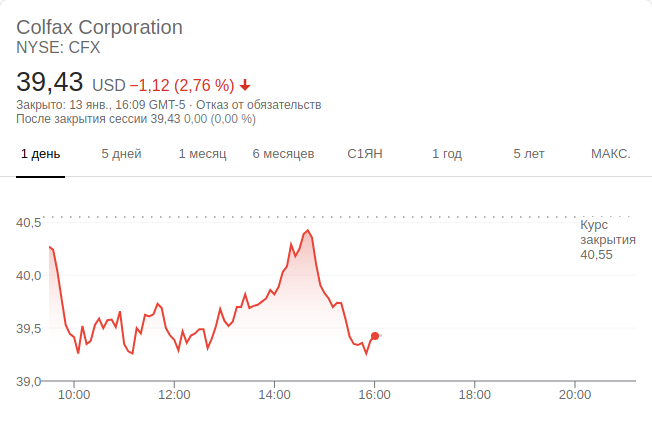 Colfax Corporation
NYSE: CFX
39,43 USD −1,12 (2,76 %)
Закрыто: 13 янв., 16:09 GMT-5 · Отказ от обязательств
После закрытия сессии 39,43 0,00 (0,00 %)
1 день 5 дней 1 месяц 6 месяцев С1ЯН 1 год 5 лет МАКС.
40,5
Курс
закрытия
40,55
40,0
39,5
39,0
10:00 12:00 14:00 16:00 18:00 20:00